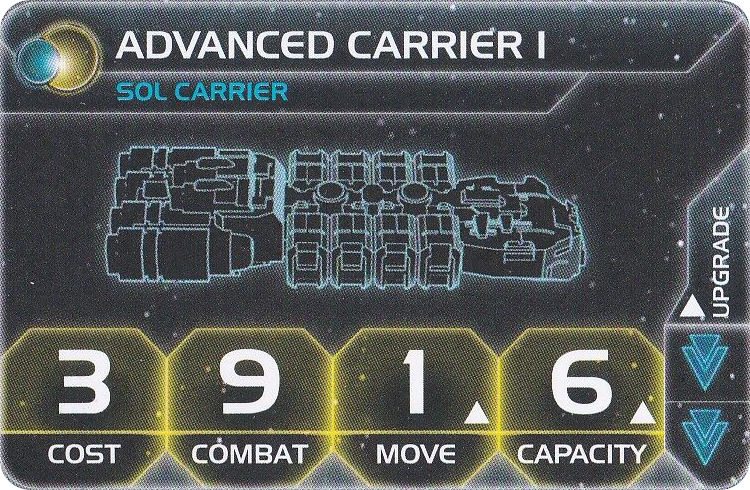 ADVANCED CARRIER I
SOL CARRIER
UPGRADE
3 9 1 6
COST COMBAT MOVE CAPACITY